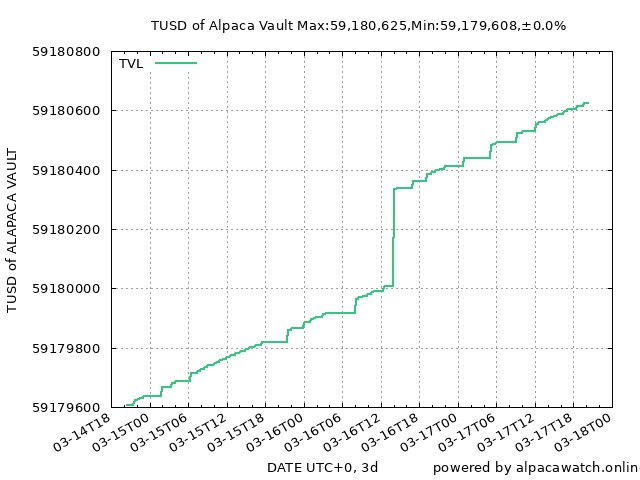 TUSD of Alpaca Vault Max:59,180,625,Min:59,179,608,±0.0%
TVL
59180800
59180600
59180400
59180200
59180000
59179800
59179600
TUSD of ALAPACA VAULT
03-14T18
03-15T00
03-15T06
03-15T12
03-15T18
03-16T00
03-16T06
03-16T12
03-16T18
03-17T00
03-17T06
03-17T12
03-17T18
03-18T00
DATE UTC+0, 3d
powered by alpacawatch.onlin